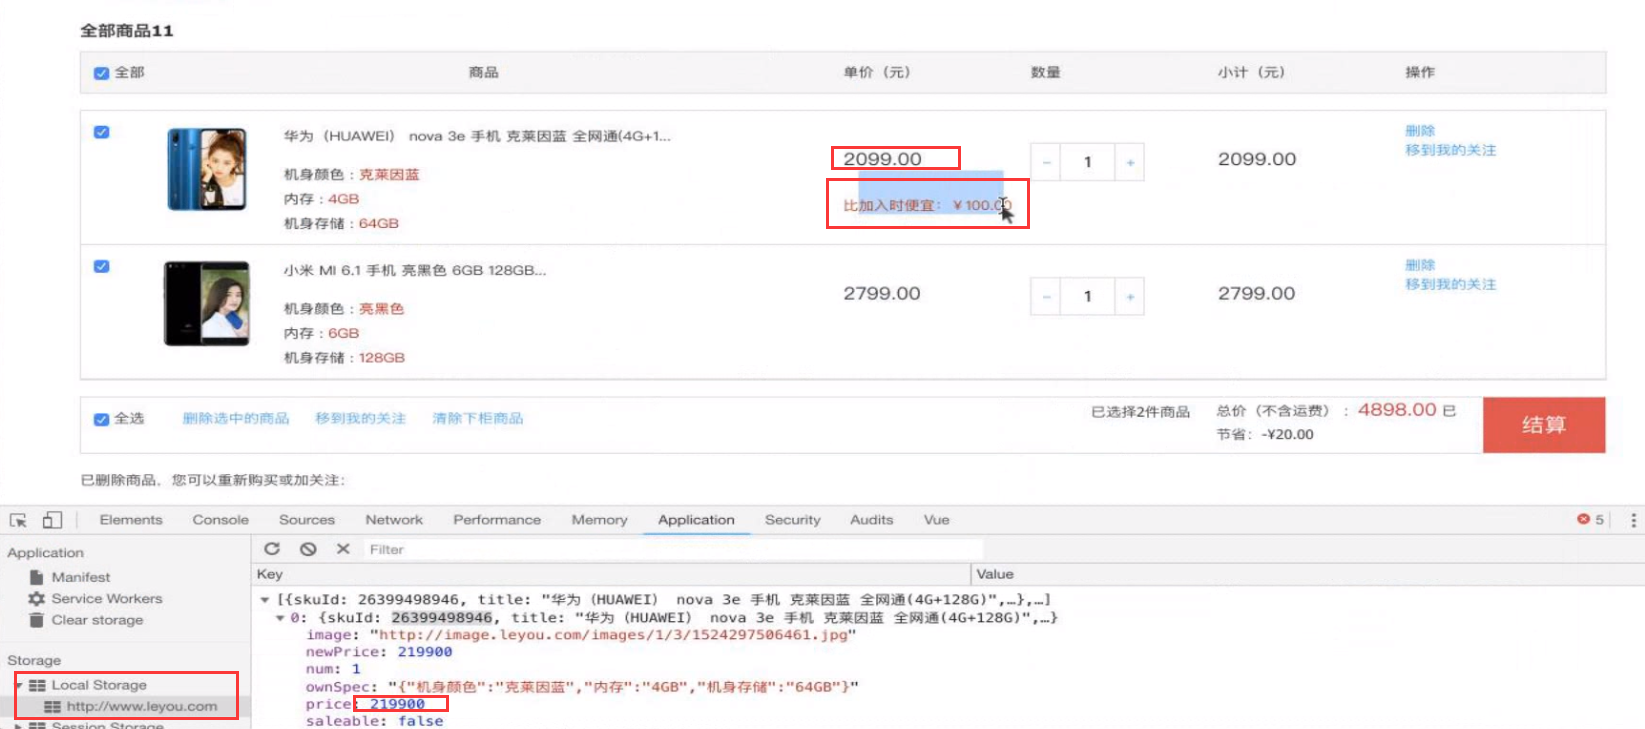 全部商品11
全部 商品 单价（元） 数量 小计（元） 操作
华为（HUAWEI） nova 3e 手机 克莱因蓝 全网通(4G+1...
机身颜色：克莱因蓝
内存：4GB
机身存储：64GB
2099.00
比加入时便宜：￥100.00
- 1 +
2099.00
删除
移到我的关注
小米 MI 6.1 手机 亮黑色 6GB 128GB...
机身颜色：亮黑色
内存：6GB
机身存储：128GB
2799.00
- 1 +
2799.00
删除
移到我的关注
全选 删除选中的商品 移到我的关注 清除下柜商品
已选择2件商品
总价（不含运费）：4898.00 已
节省：-¥20.00
结算
已删除商品，您可以重新购买或加关注：
Elements Console Sources Network Performance Memory Application Security Audits Vue 5
Application
Manifest
Service Workers
Clear storage
Storage
Local Storage
http://www.leyou.com
Session Storage
Filter
Key Value
[{skuId: 26399498946, title: "华为（HUAWEI） nova 3e 手机 克莱因蓝 全网通(4G+128G)",…},…]
0: {skuId: 26399498946, title: "华为（HUAWEI） nova 3e 手机 克莱因蓝 全网通(4G+128G)",…}
image: "http://image.leyou.com/images/1/3/1524297506461.jpg"
newPrice: 219900
num: 1
ownSpec: "{"机身颜色":"克莱因蓝","内存":"4GB","机身存储":"64GB"}"
price: 219900
saleable: false